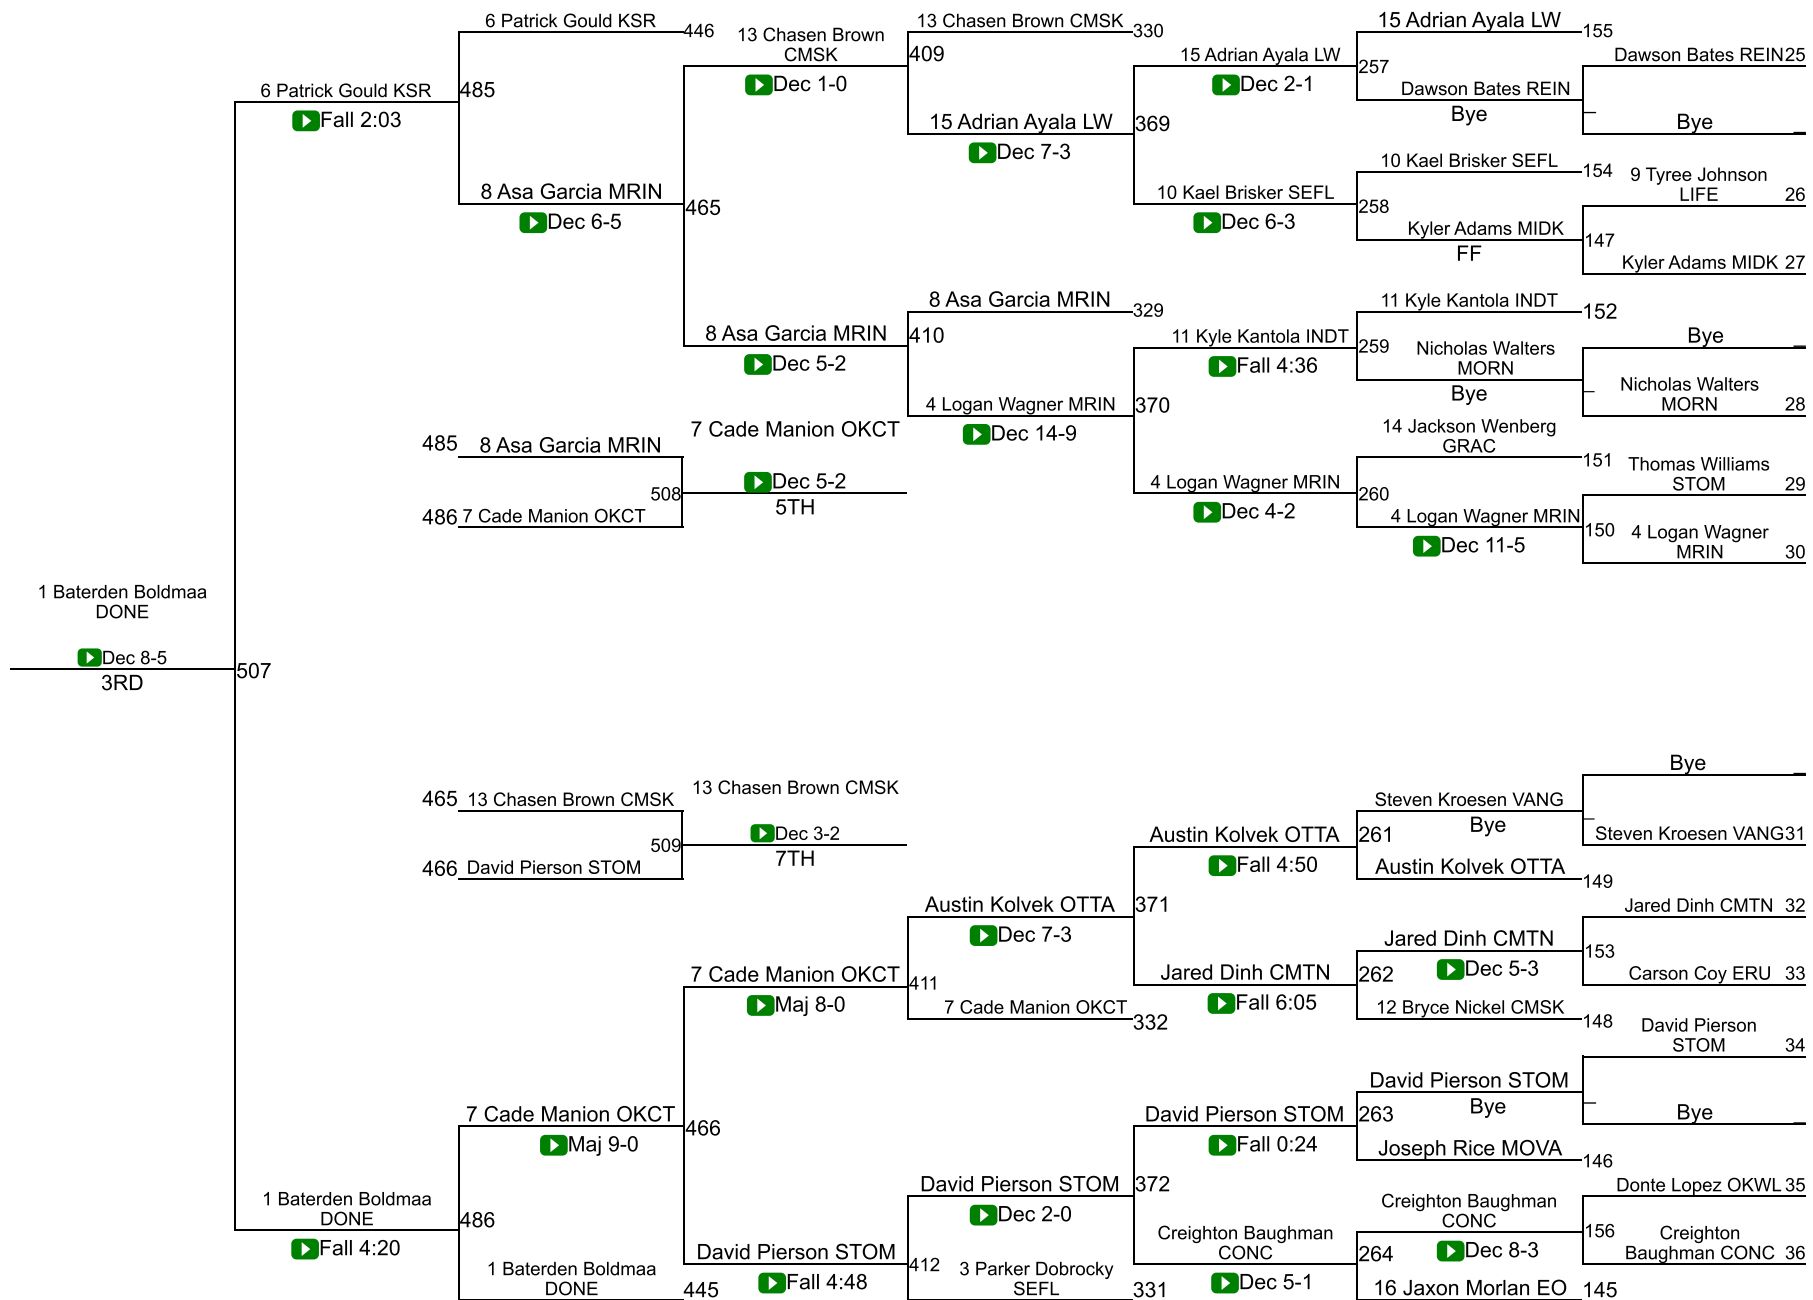 6 Patrick Gould KSR
446
13 Chasen Brown
CMSK
Dec 1-0
409
13 Chasen Brown CMSK
330
15 Adrian Ayala LW
Dec 2-1
257
15 Adrian Ayala LW
155
Dawson Bates REIN
Bye
Dawson Bates REIN 25
_
Bye
_
6 Patrick Gould KSR
Fall 2:03
485
15 Adrian Ayala LW
Dec 7-3
369
10 Kael Brisker SEFL
154
9 Tyree Johnson
LIFE
26
8 Asa Garcia MRIN
Dec 6-5
465
10 Kael Brisker SEFL
Dec 6-3
258
Kyler Adams MIDK
FF
147
Kyler Adams MIDK 27
8 Asa Garcia MRIN
329
11 Kyle Kantola INDT
152
8 Asa Garcia MRIN
Dec 5-2
410
11 Kyle Kantola INDT
Fall 4:36
259
Nicholas Walters
MORN
Bye
Bye
_
_
Nicholas Walters
MORN
28
4 Logan Wagner MRIN
Dec 14-9
370
485
8 Asa Garcia MRIN
7 Cade Manion OKCT
Dec 5-2
5TH
508
486
7 Cade Manion OKCT
14 Jackson Wenberg
GRAC
151
Thomas Williams
STOM
29
4 Logan Wagner MRIN
Dec 4-2
260
4 Logan Wagner MRIN
Dec 11-5
150
4 Logan Wagner
MRIN
30
1 Baterden Boldmaa
DONE
Dec 8-5
3RD
507
Bye
_
465
13 Chasen Brown CMSK
13 Chasen Brown CMSK
Dec 3-2
7TH
509
466
David Pierson STOM
Steven Kroesen VANG
Bye
_
Steven Kroesen VANG 31
Austin Kolvek OTTA
Fall 4:50
261
Austin Kolvek OTTA
149
Austin Kolvek OTTA
Dec 7-3
371
Jared Dinh CMTN 32
Jared Dinh CMTN
Dec 5-3
153
Carson Coy ERU 33
7 Cade Manion OKCT
Maj 8-0
411
Jared Dinh CMTN
Fall 6:05
262
7 Cade Manion OKCT
332
12 Bryce Nickel CMSK
148
David Pierson
STOM
34
7 Cade Manion OKCT
Maj 9-0
466
David Pierson STOM
Fall 0:24
263
David Pierson STOM
Bye
_
Bye
_
Joseph Rice MOVA
146
1 Baterden Boldmaa
DONE
Fall 4:20
486
David Pierson STOM
Dec 2-0
372
Donte Lopez OKWL 35
Creighton Baughman
CONC
Dec 8-3
156
Creighton
Baughman CONC
36
David Pierson STOM
Fall 4:48
412
Creighton Baughman
CONC
Dec 5-1
264
1 Baterden Boldmaa
DONE
445
3 Parker Dobrocky
SEFL
331
16 Jaxon Morlan EO
145